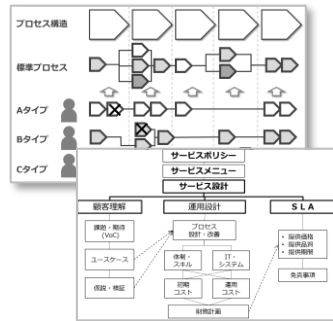 プロセス構造
標準プロセス
Aタイプ
Bタイプ
Cタイプ
サービスポリシー
サービスメニュー
サービス設計
顧客理解
運用設計
SLA
課題・期待
(VoC)
ユースケース
仮説・検証
プロセス
設計・改善
体制・
スキル
IT・
システム
初期
コスト
運用
コスト
財務計画
• 提供価格
• 提供品質
• 提供期間
免責事項